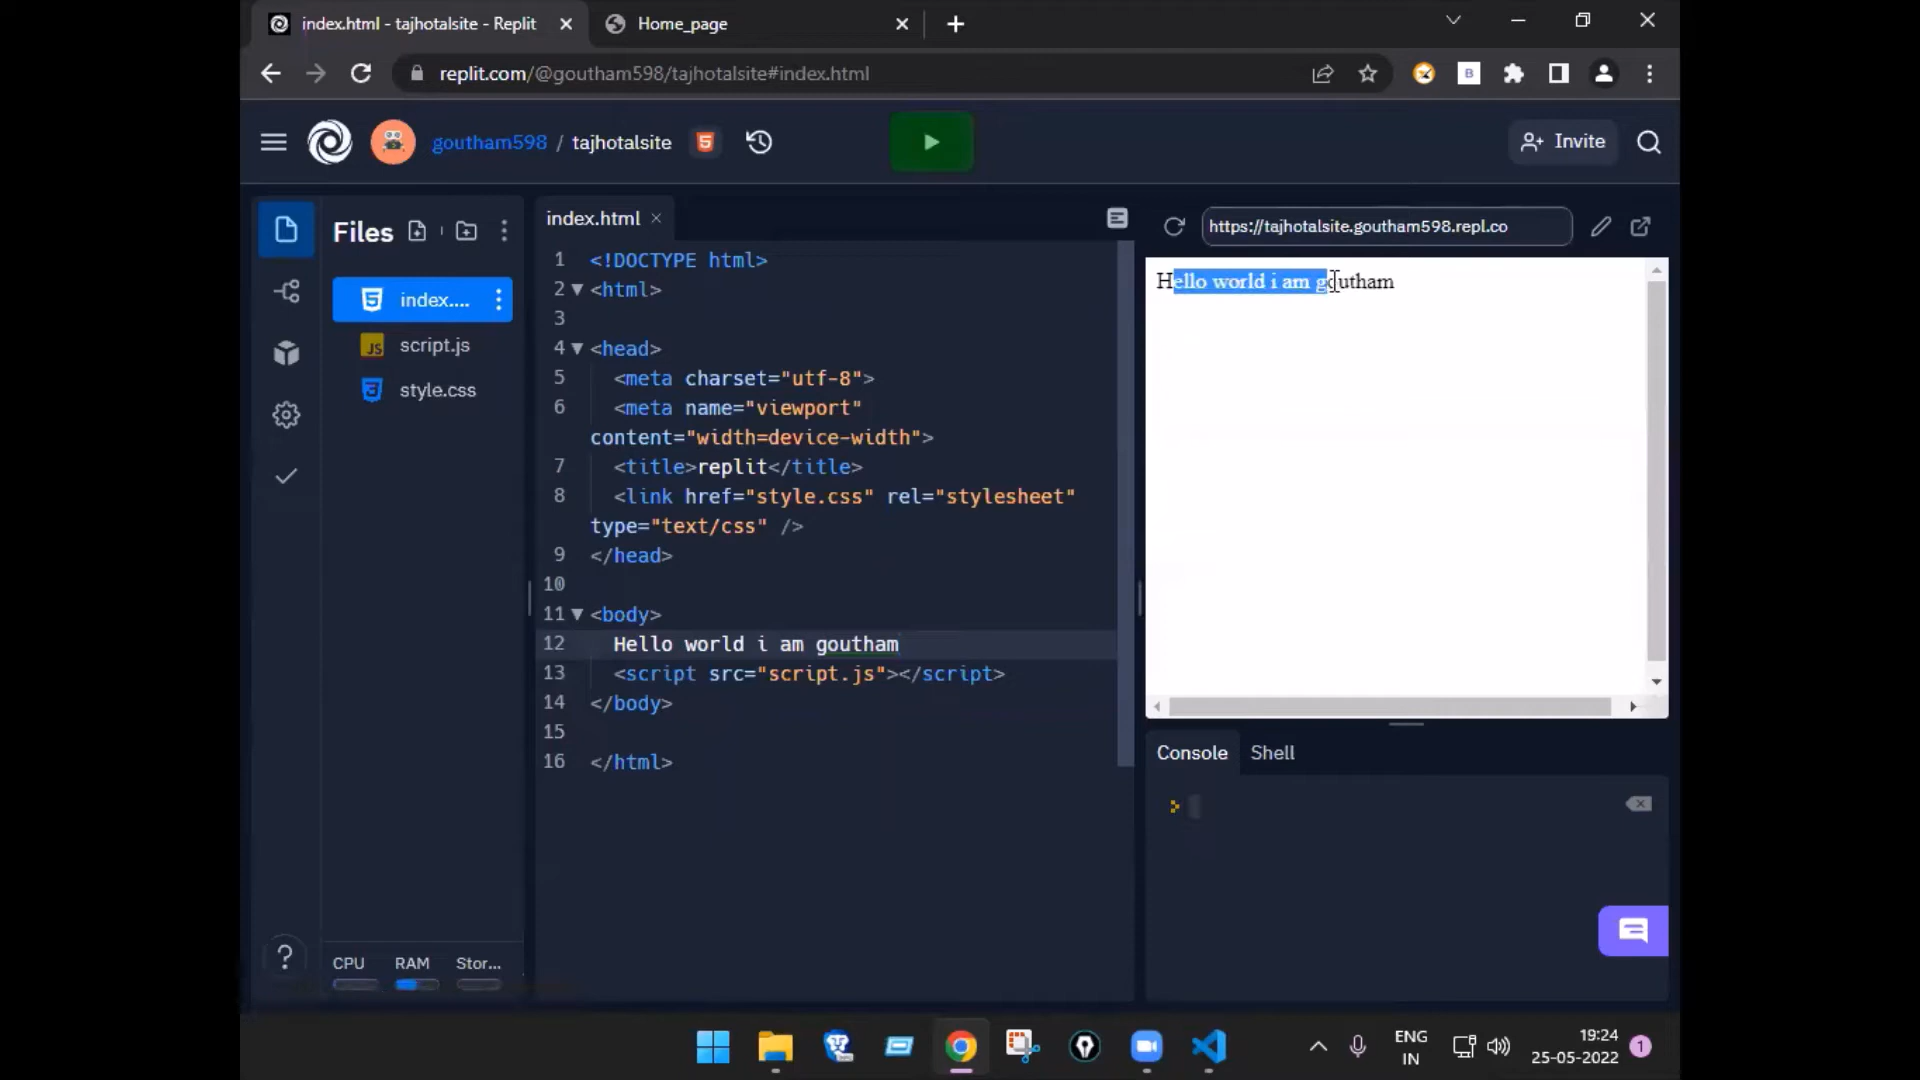 index.html - tajhotalsite - Replit
Home_page
replit.com/@goutham598/tajhotalsite#index.html
goutham598 / tajhotalsite
Invite
Files
index....
script.js
style.css
index.html
1 <!DOCTYPE html>
2 <html>
3
4 <head>
5 <meta charset="utf-8">
6 <meta name="viewport"
content="width=device-width">
7 <title>replit</title>
8 <link href="style.css" rel="stylesheet"
type="text/css" />
9 </head>
10
11 <body>
12 Hello world i am goutham
13 <script src="script.js"></script>
14 </body>
15
16 </html>
https://tajhotalsite.goutham598.repl.co
Hello world i am goutham
Console Shell
CPU RAM Stor...
ENG
IN
19:24
25-05-2022
1